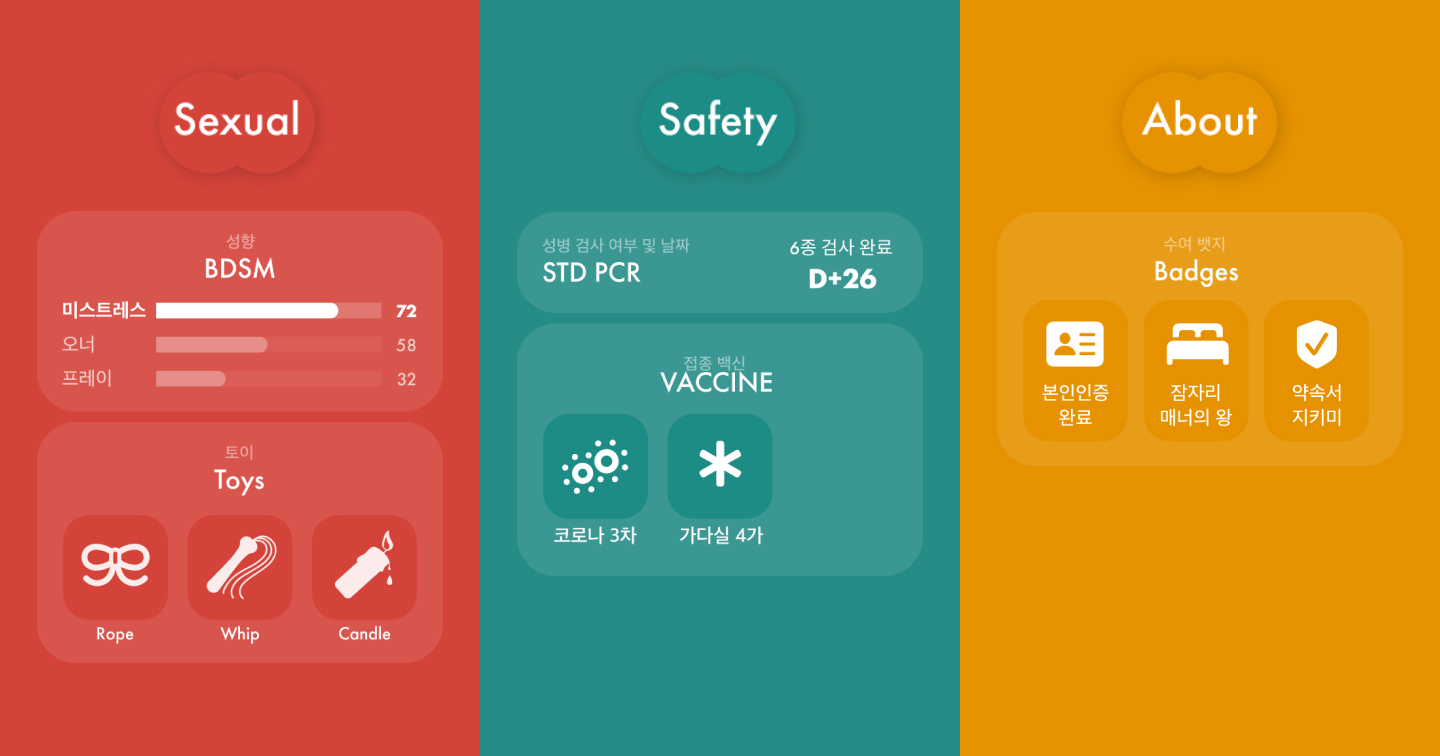 Sexual
성향
BDSM
미스트레스 72
오너 58
프레이 32
토이
Toys
Rope Whip Candle
Safety
성병 검사 여부 및 날짜
STD PCR
6종 검사 완료
D+26
접종 백신
VACCINE
코로나 3차 가다실 4가
About
수여 뱃지
Badges
본인인증
완료
잠자리
매너의 왕
약속서
지키미